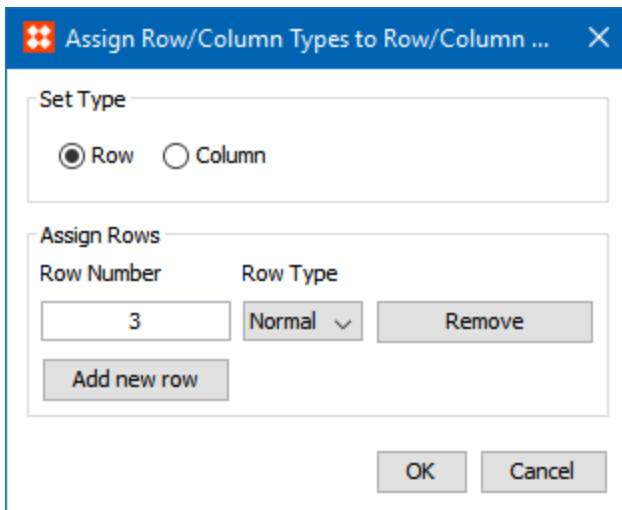 Assign Row/Column Types to Row/Column ...
Set Type
Row Column
Assign Rows
Row Number Row Type
3 Normal Remove
Add new row
OK Cancel